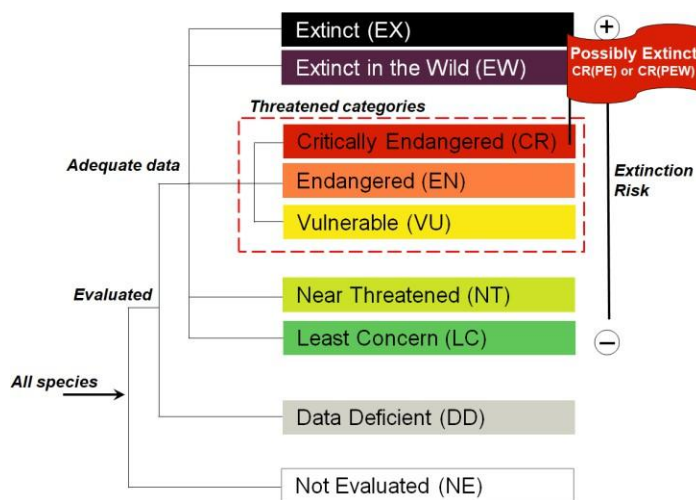 Extinct (EX)
Extinct in the Wild (EW)
+
Possibly Extinct
CR(PE) or CR(PEW)
Threatened categories
Critically Endangered (CR)
Adequate data
Endangered (EN)
Extinction
Risk
Vulnerable (VU)
Evaluated
Near Threatened (NT)
Least Concern (LC)
−
All species
Data Deficient (DD)
Not Evaluated (NE)